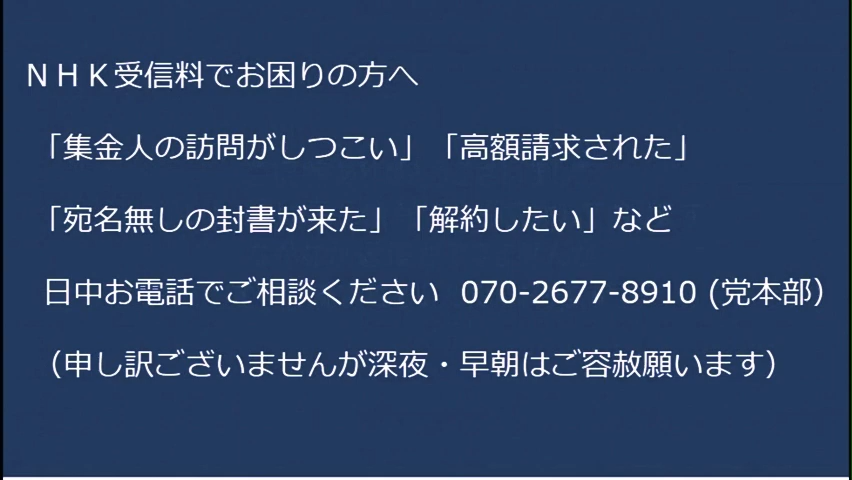 ＮＨＫ受信料でお困りの方へ
「集金人の訪問がしつこい」「高額請求された」
「宛名無しの封書が来た」「解約したい」など
日中お電話でご相談ください 070-2677-8910 (党本部）
（申し訳ございませんが深夜・早朝はご容赦願います）